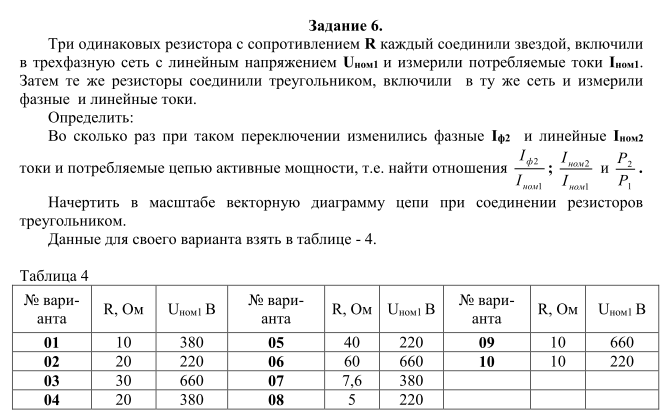 Задание 6.
Три одинаковых резистора с сопротивлением R каждый соединили звездой, включили
в трехфазную сеть с линейным напряжением Uном1 и измерили потребляемые токи Iном1.
Затем те же резисторы соединили треугольником, включили в ту же сеть и измерили
фазные и линейные токи.
Определить:
Во сколько раз при таком переключении изменились фазные Iф2 и линейные Iном2
токи и потребляемые цепью активные мощности, т.е. найти отношения Iф2/Iном1 ; Iном2/Iном1 и P2/P1 .
Начертить в масштабе векторную диаграмму цепи при соединении резисторов
треугольником.
Данные для своего варианта взять в таблице - 4.
Таблица 4
№ вари-анта R, Ом Uном1 В № вари-анта R, Ом Uном1 В № вари-анта R, Ом Uном1 В
01 10 380 05 40 220 09 10 660
02 20 220 06 60 660 10 10 220
03 30 660 07 7,6 380
04 20 380 08 5 220